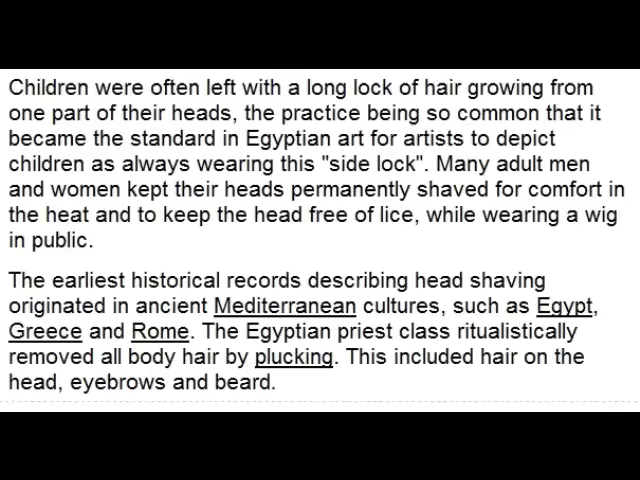 Children were often left with a long lock of hair growing from
one part of their heads, the practice being so common that it
became the standard in Egyptian art for artists to depict
children as always wearing this "side lock". Many adult men
and women kept their heads permanently shaved for comfort in
the heat and to keep the head free of lice, while wearing a wig
in public.
The earliest historical records describing head shaving
originated in ancient Mediterranean cultures, such as Egypt,
Greece and Rome. The Egyptian priest class ritualistically
removed all body hair by plucking. This included hair on the
head, eyebrows and beard.